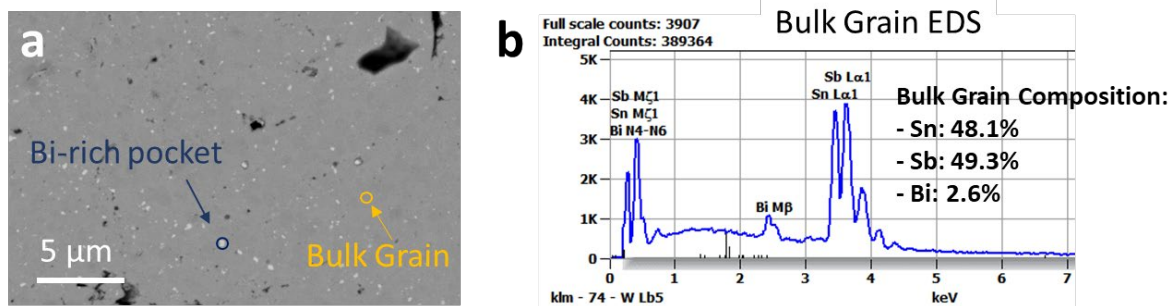 a
Bi-rich pocket
Bulk Grain
5 μm
b
Full scale counts: 3907
Integral Counts: 389364
Bulk Grain EDS
5K
4K
3K
2K
1K
0
Sb Mζ1
Sn Mζ1
Bi N4-N6
Bi Mβ
Sb Lα1
Sn Lα1
Bulk Grain Composition:
- Sn: 48.1%
- Sb: 49.3%
- Bi: 2.6%
0 1 2 3 4 5 6 7
klm - 74 - W Lb5
keV